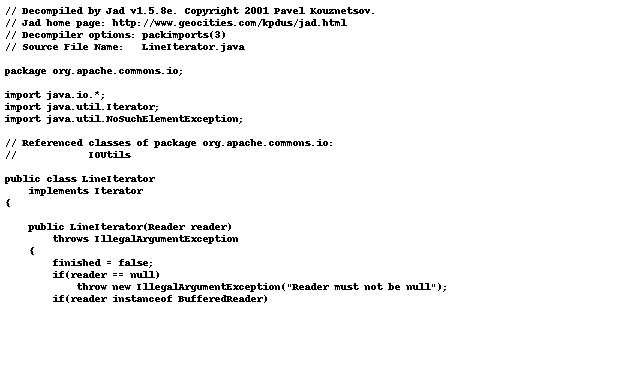 // Decompiled by Jad v1.5.8e. Copyright 2001 Pavel Kouznetsov.
// Jad home page: http://www.geocities.com/kpdus/jad.html
// Decompiler options: packimports(3)
// Source File Name:   LineIterator.java

package org.apache.commons.io;

import java.io.*;
import java.util.Iterator;
import java.util.NoSuchElementException;

// Referenced classes of package org.apache.commons.io:
//            IOUtils

public class LineIterator
    implements Iterator
{

    public LineIterator(Reader reader)
        throws IllegalArgumentException
    {
        finished = false;
        if(reader == null)
            throw new IllegalArgumentException("Reader must not be null");
        if(reader instanceof BufferedReader)